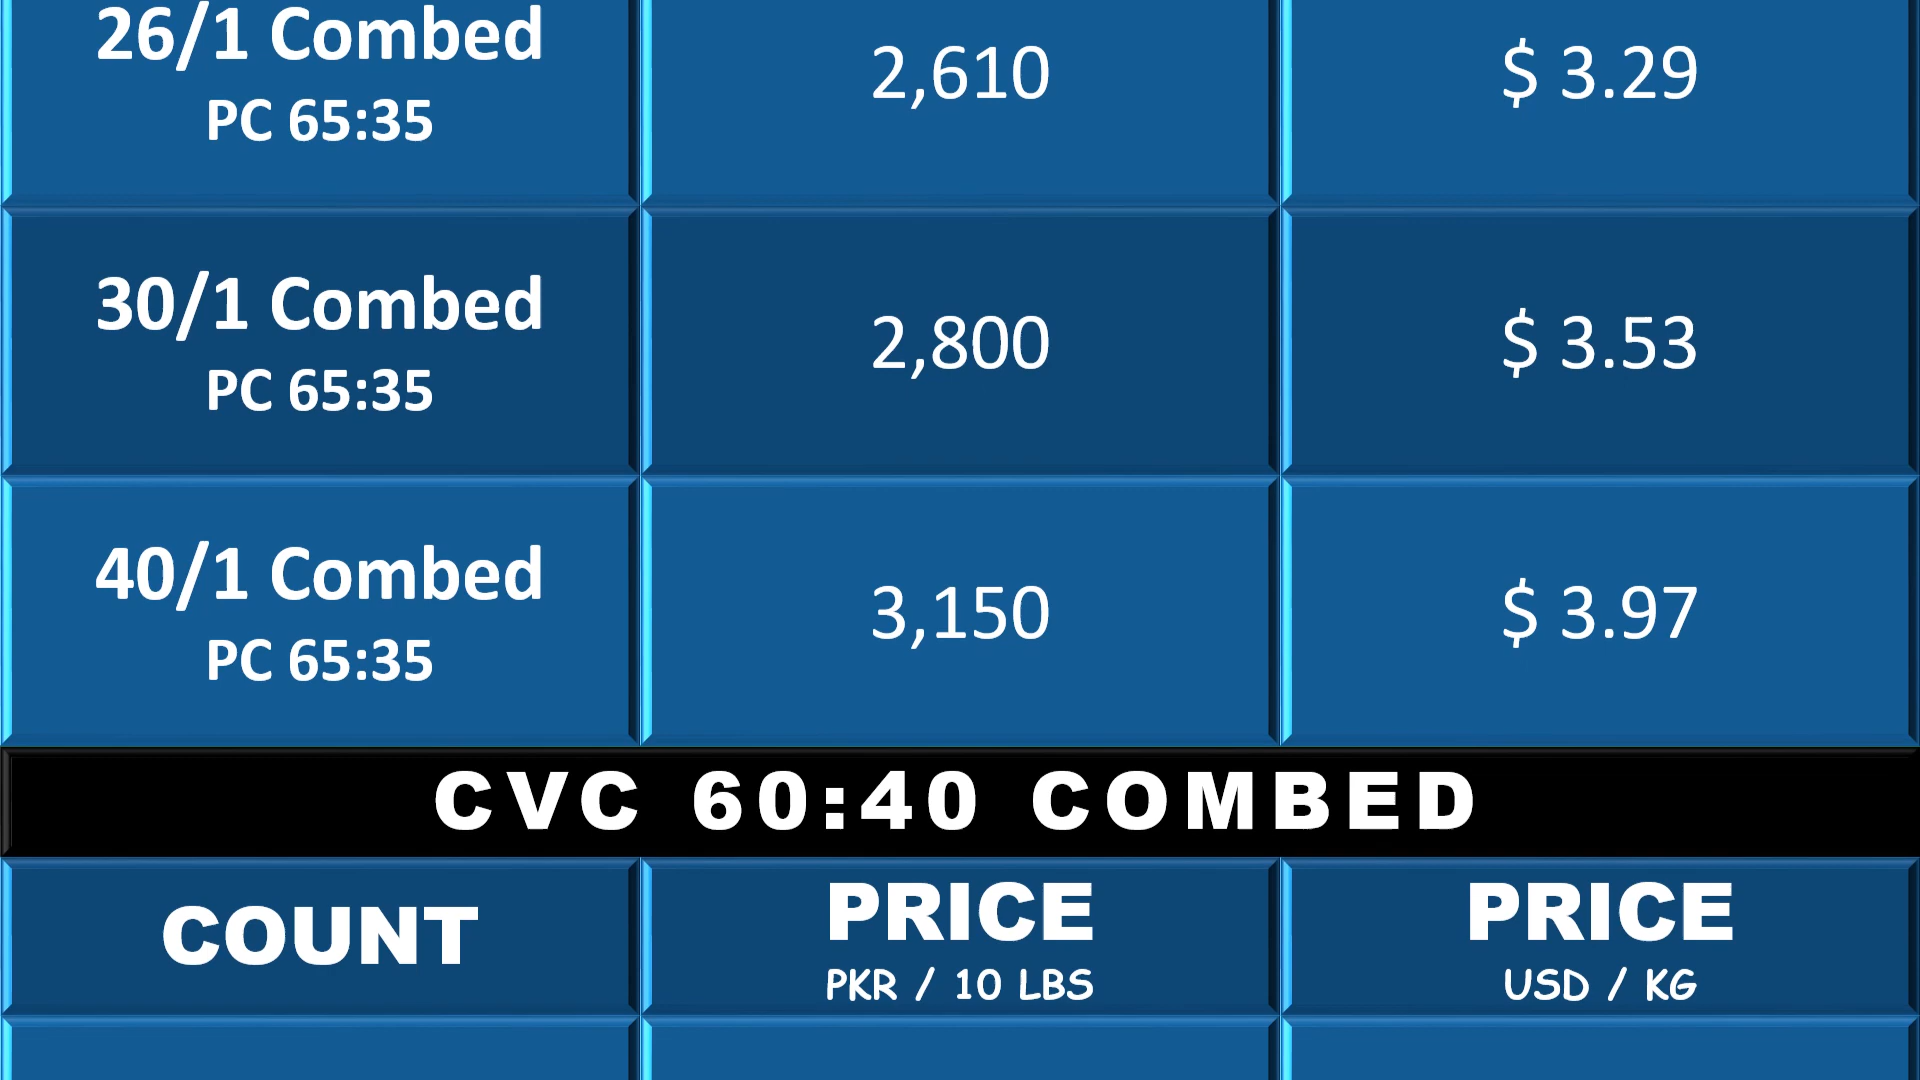 26/1 Combed
PC 65:35
2,610
$ 3.29
30/1 Combed
PC 65:35
2,800
$ 3.53
40/1 Combed
PC 65:35
3,150
$ 3.97
CVC 60:40 COMBED
COUNT
PRICE
PKR / 10 LBS
PRICE
USD / KG